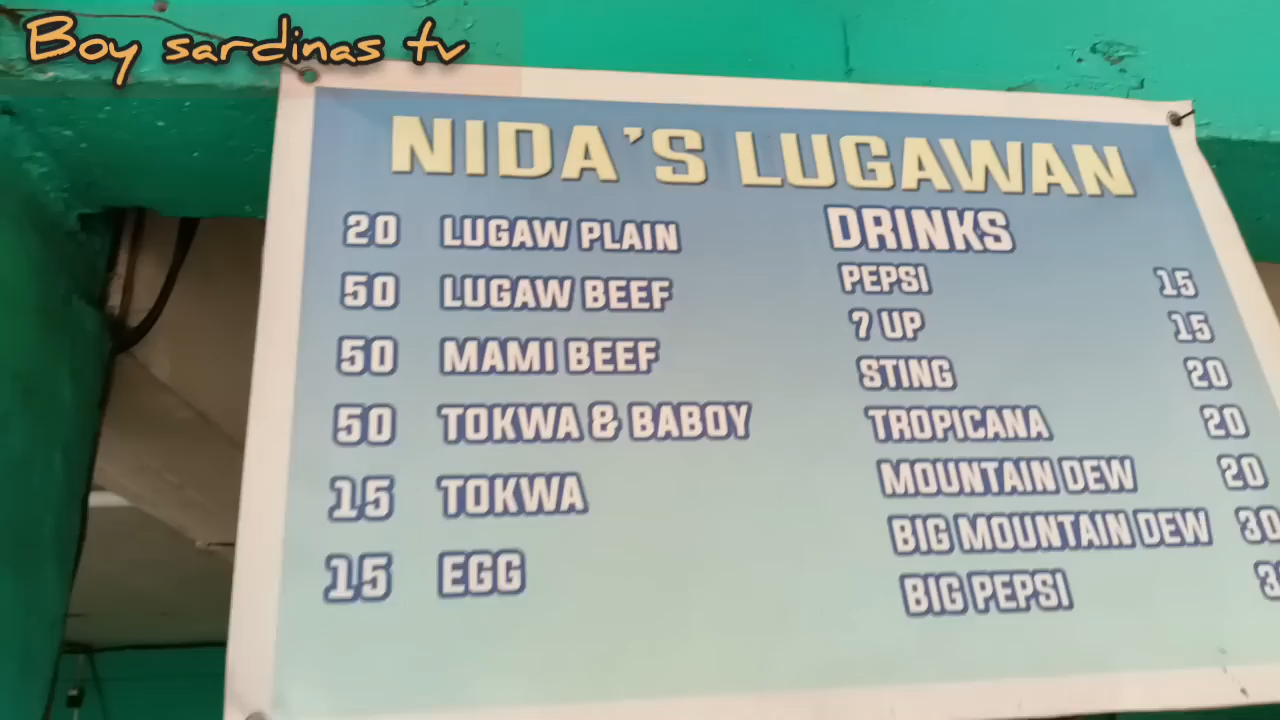 Boy sardinas tv
NIDA'S LUGAWAN
20 LUGAW PLAIN
50 LUGAW BEEF
50 MAMI BEEF
50 TOKWA & BABOY
15 TOKWA
15 EGG
DRINKS
PEPSI 15
7 UP 15
STING 20
TROPICANA 20
MOUNTAIN DEW 20
BIG MOUNTAIN DEW 30
BIG PEPSI